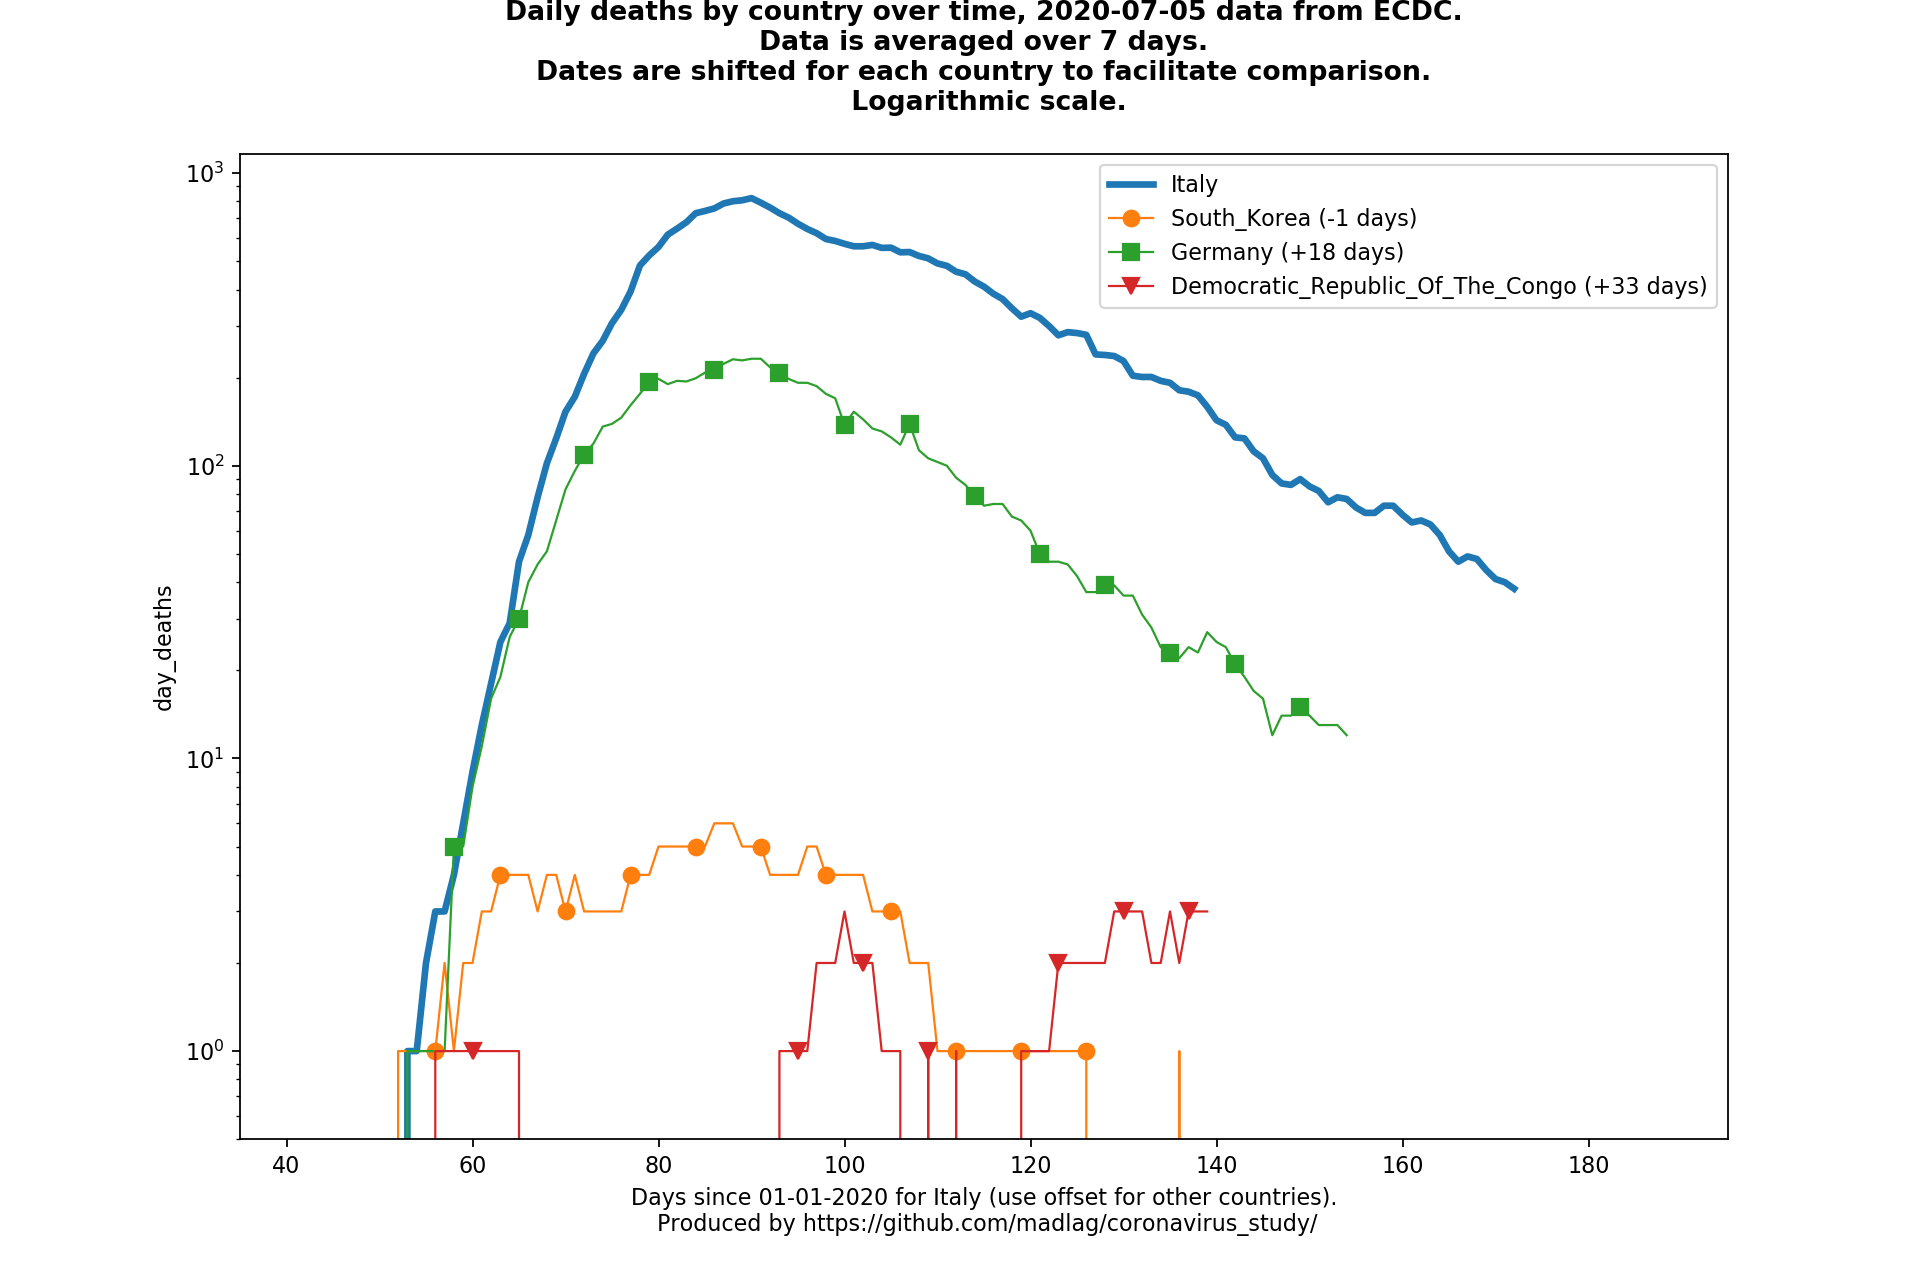 Daily deaths by country over time, 2020-07-05 data from ECDC.
Data is averaged over 7 days.
Dates are shifted for each country to facilitate comparison.
Logarithmic scale.
10³
10²
10¹
10⁰
day_deaths
Italy
South_Korea (-1 days)
Germany (+18 days)
Democratic_Republic_Of_The_Congo (+33 days)
40 60 80 100 120 140 160 180
Days since 01-01-2020 for Italy (use offset for other countries).
Produced by https://github.com/madlag/coronavirus_study/